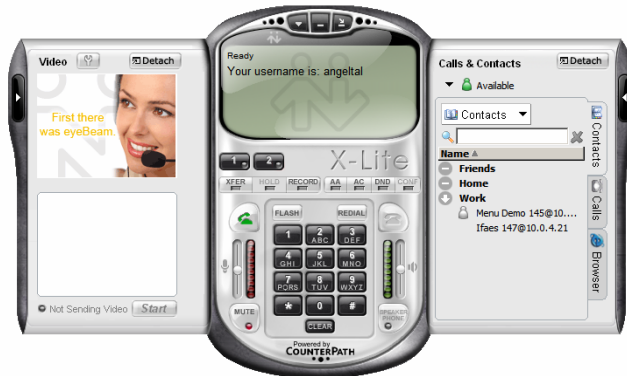 Video
Detach
First there
was eyeBeam.
Not Sending Video
Start
Ready
Your username is: angeltal
1
2
X-Lite
XFER
HOLD
RECORD
AA
AC
DND
CONF
FLASH
REDIAL
1
2 ABC
3 DEF
4 GHI
5 JKL
6 MNO
7 PQRS
8 TUV
9 WXYZ
*
0
#
CLEAR
MUTE
SPEAKER
PHONE
Powered by
COUNTERPATH
Calls & Contacts
Detach
Available
Contacts
Name
Friends
Home
Work
Menu Demo 145@10....
Ifaes 147@10.0.4.21
Contacts
Calls
Browser